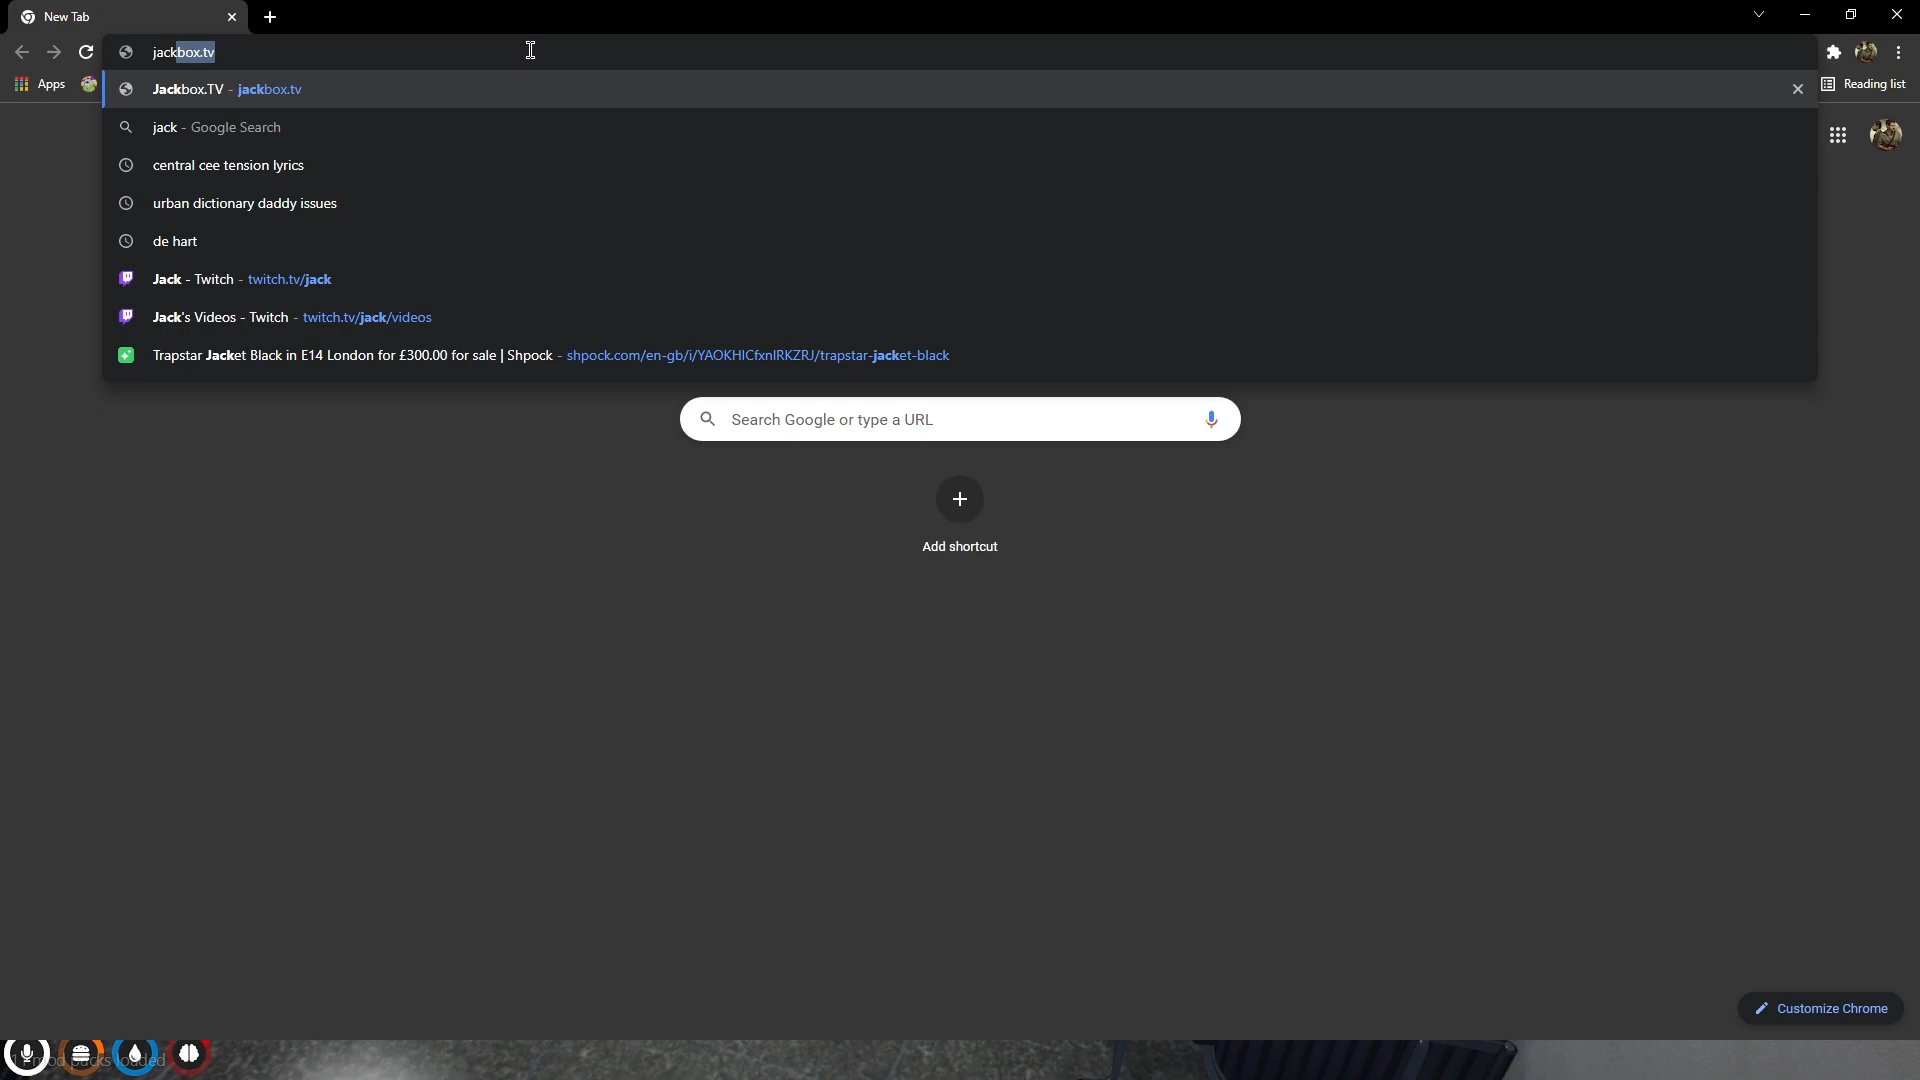 New Tab
jackbox.tv
Apps
Reading list
Jackbox.TV - jackbox.tv
jack - Google Search
central cee tension lyrics
urban dictionary daddy issues
de hart
Jack - Twitch - twitch.tv/jack
Jack's Videos - Twitch - twitch.tv/jack/videos
Trapstar Jacket Black in E14 London for £300.00 for sale | Shpock - shpock.com/en-gb/i/YAOKHICfxnIRKZRJ/trapstar-jacket-black
Search Google or type a URL
Add shortcut
Customize Chrome
mod packs loaded